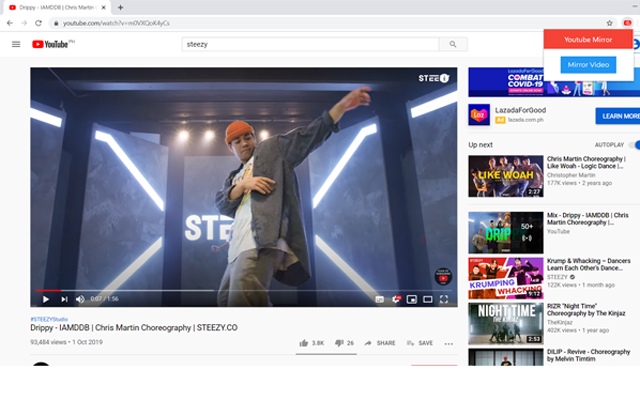 Drippy - IAMDDB | Chris Martin C
youtube.com/watch?v=m0VXQoK4yCs
YouTube PH
steezy
Youtube Mirror
Mirror Video
STEEZY
STEE
COMBAT
COVID-19
LazadaForGood
Ad lazada.com.ph
LEARN MORE
Up next
AUTOPLAY
LIKE WOAH
2:27
Chris Martin Choreography |
Like Woah - Logic Dance |...
Christopher Martin
177K views • 2 years ago
DRIP
50+
Mix - Drippy - IAMDDB | Chris
Martin Choreography |...
YouTube
KRUMPING
WHACKING
9:12
Krump & Whacking – Dancers
Learn Each Other's Dance...
STEEZY
122K views • 1 month ago
NIGHT TIME
THE KINJAZ
2:53
RIZR "Night Time"
Choreography by The Kinjaz
TheKinjaz
402K views • 1 year ago
DILIP - Revive - Choreography
by Melvin Timtim
0:07 / 1:56
#STEEZYStudio
Drippy - IAMDDB | Chris Martin Choreography | STEEZY.CO
93,484 views • 1 Oct 2019
3.8K
26
SHARE
SAVE